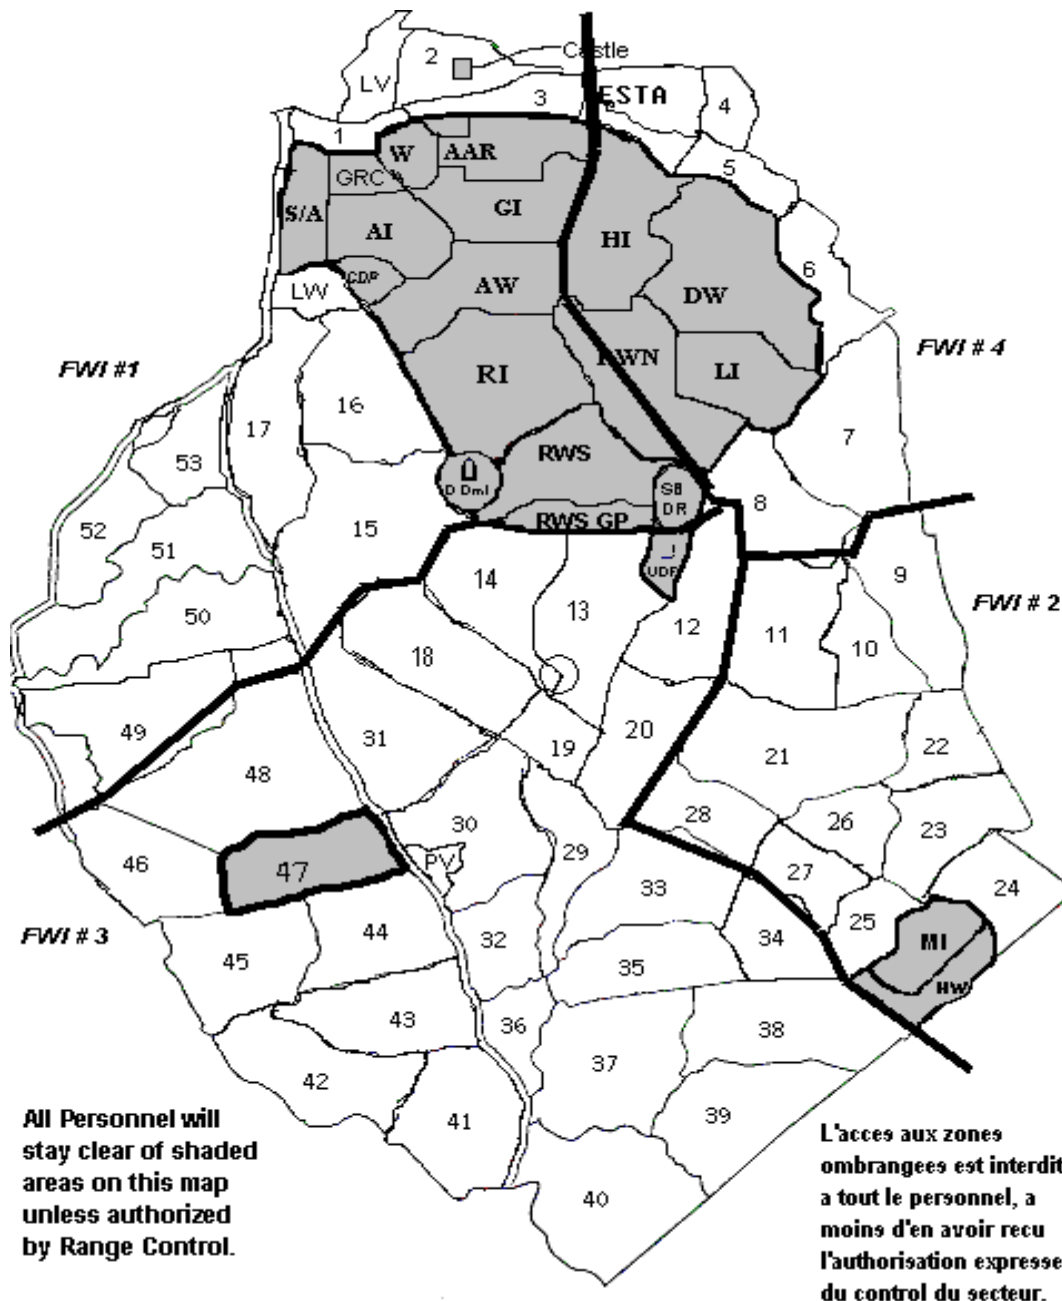 2
Castle
LV
3
ESTA
4
1
W
AAR
5
GRC
S/A
GI
AI
HI
6
CDP
LW
AW
DW
FWI #1
FWI # 4
RI
RWN
LI
16
17
7
53
RWS
D Dml
SB
DR
8
52
51
15
RWS GP
14
13
9
50
12
11
10
FWI # 2
18
49
31
19
20
21
22
48
30
28
26
23
46
47
PV
29
27
33
24
25
FWI # 3
44
32
34
MI
45
35
HW
43
36
38
37
42
41
39
40
All Personnel will
stay clear of shaded
areas on this map
unless authorized
by Range Control.
L'acces aux zones
ombrangees est interdit
a tout le personnel, a
moins d'en avoir recu
l'authorisation expresse
du control du secteur.